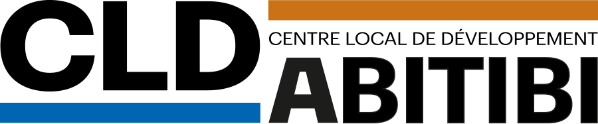 CLD
CENTRE LOCAL DE DÉVELOPPEMENT
ABITIBI